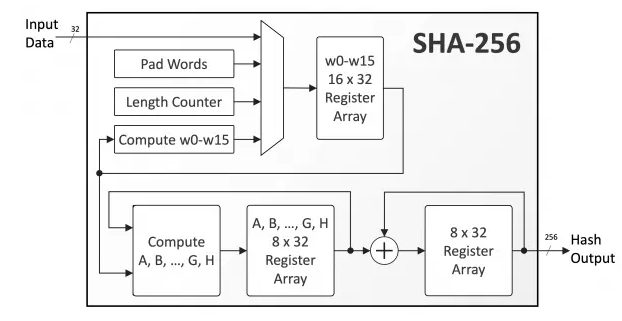 Input
Data
32
SHA-256
Pad Words
Length Counter
Compute w0-w15
w0-w15
16 x 32
Register
Array
Compute
A, B, ..., G, H
A, B, ..., G, H
8 x 32
Register
Array
+
8 x 32
Register
Array
256
Hash
Output